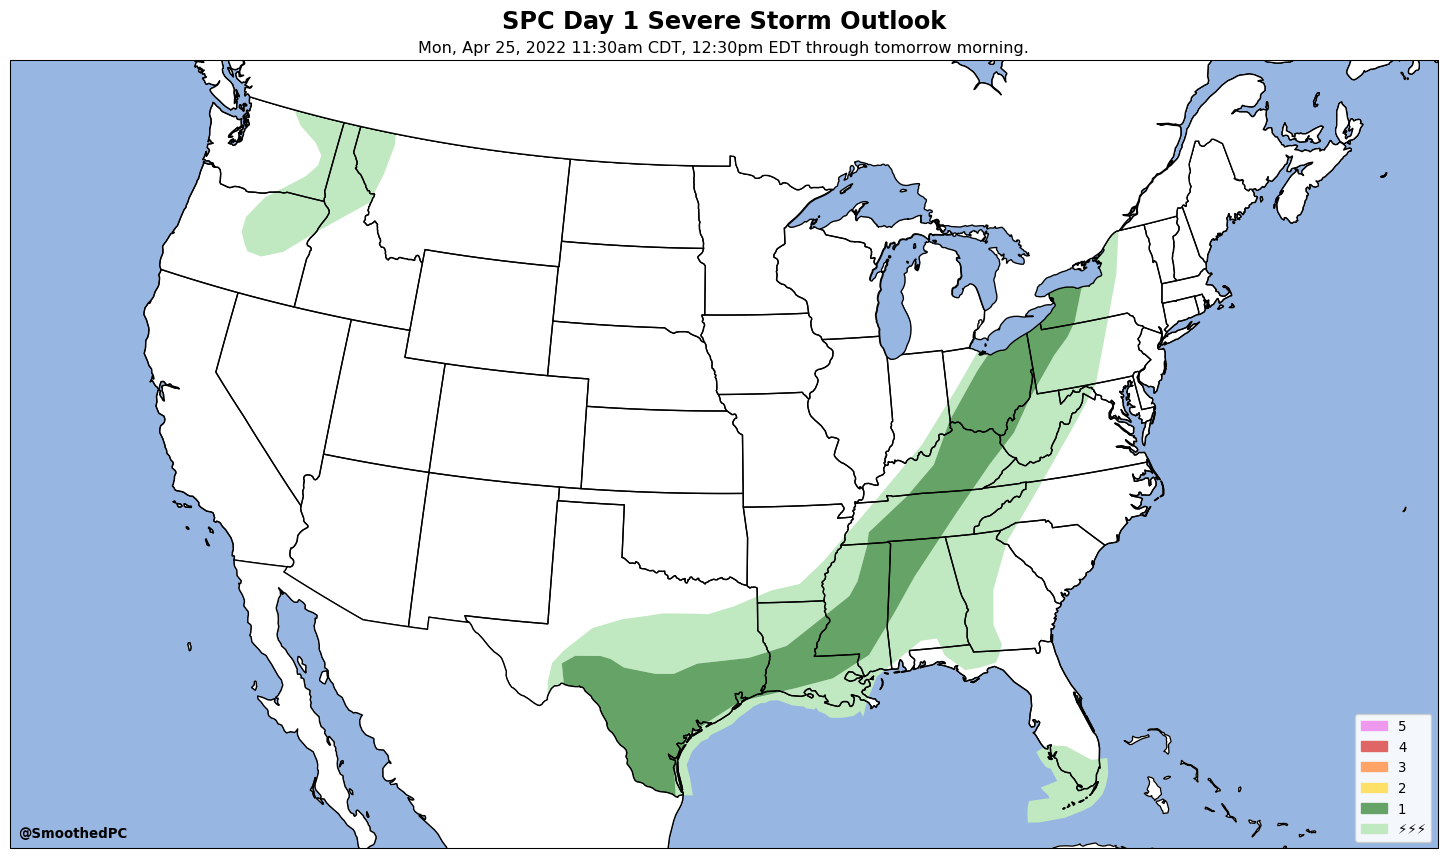 SPC Day 1 Severe Storm Outlook
Mon, Apr 25, 2022 11:30am CDT, 12:30pm EDT through tomorrow morning.
5
4
3
2
1
⚡⚡⚡
@SmoothedPC